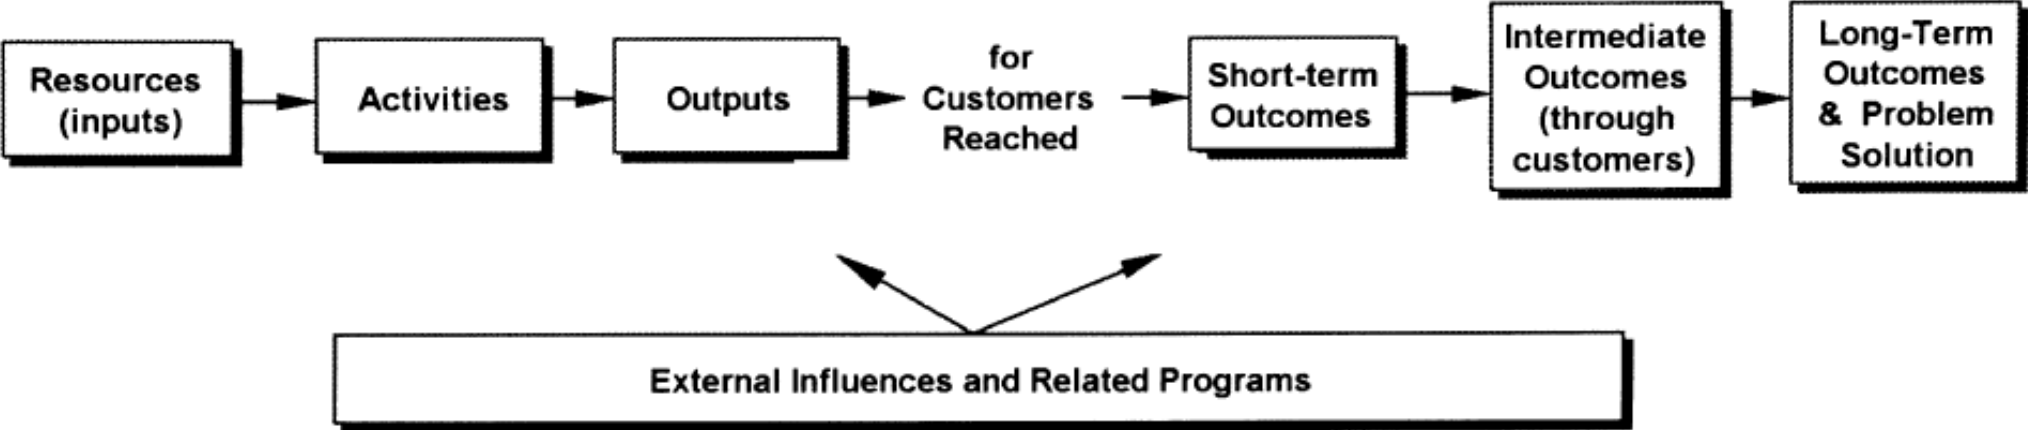 Resources
(inputs)
Activities
Outputs
for
Customers
Reached
Short-term
Outcomes
Intermediate
Outcomes
(through
customers)
Long-Term
Outcomes
& Problem
Solution
External Influences and Related Programs